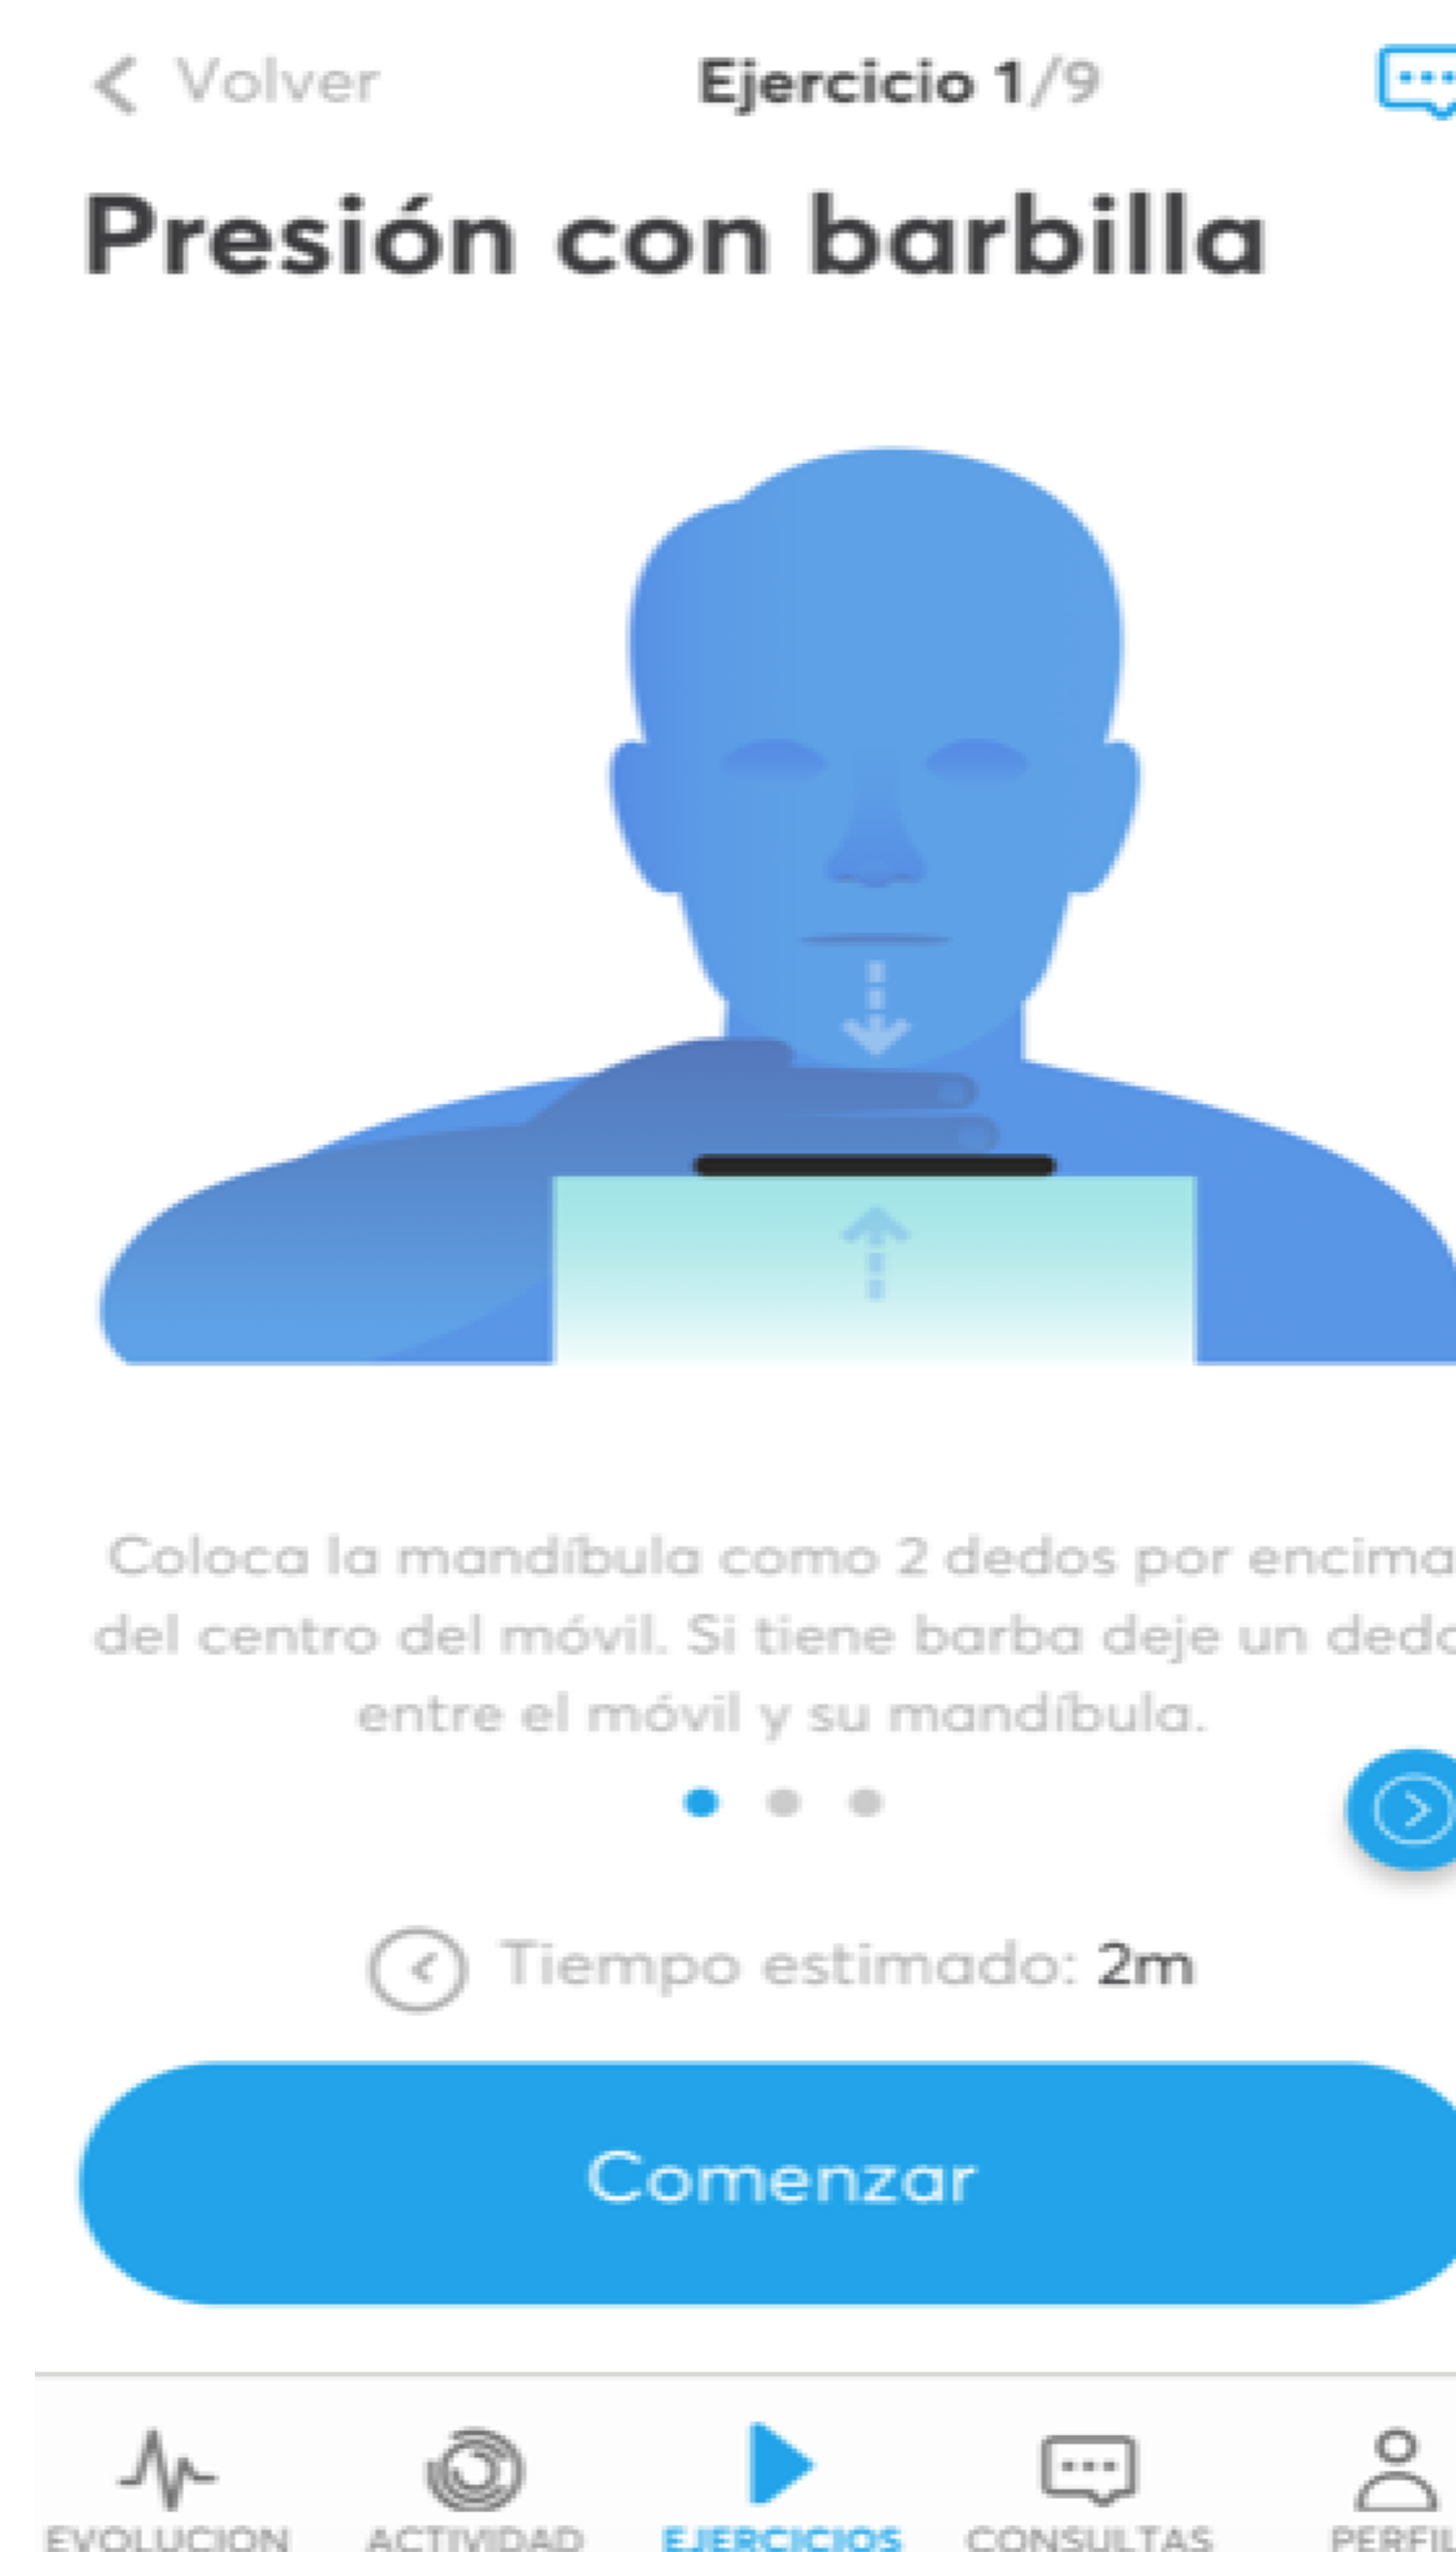 Volver
Ejercicio 1/9
Presión con barbilla
Coloca la mandíbula como 2 dedos por encima
del centro del móvil. Si tiene barba deje un dedo
entre el móvil y su mandíbula.
Tiempo estimado: 2m
Comenzar
EVOLUCION
ACTIVIDAD
EJERCICIOS
CONSULTAS
PERFIL